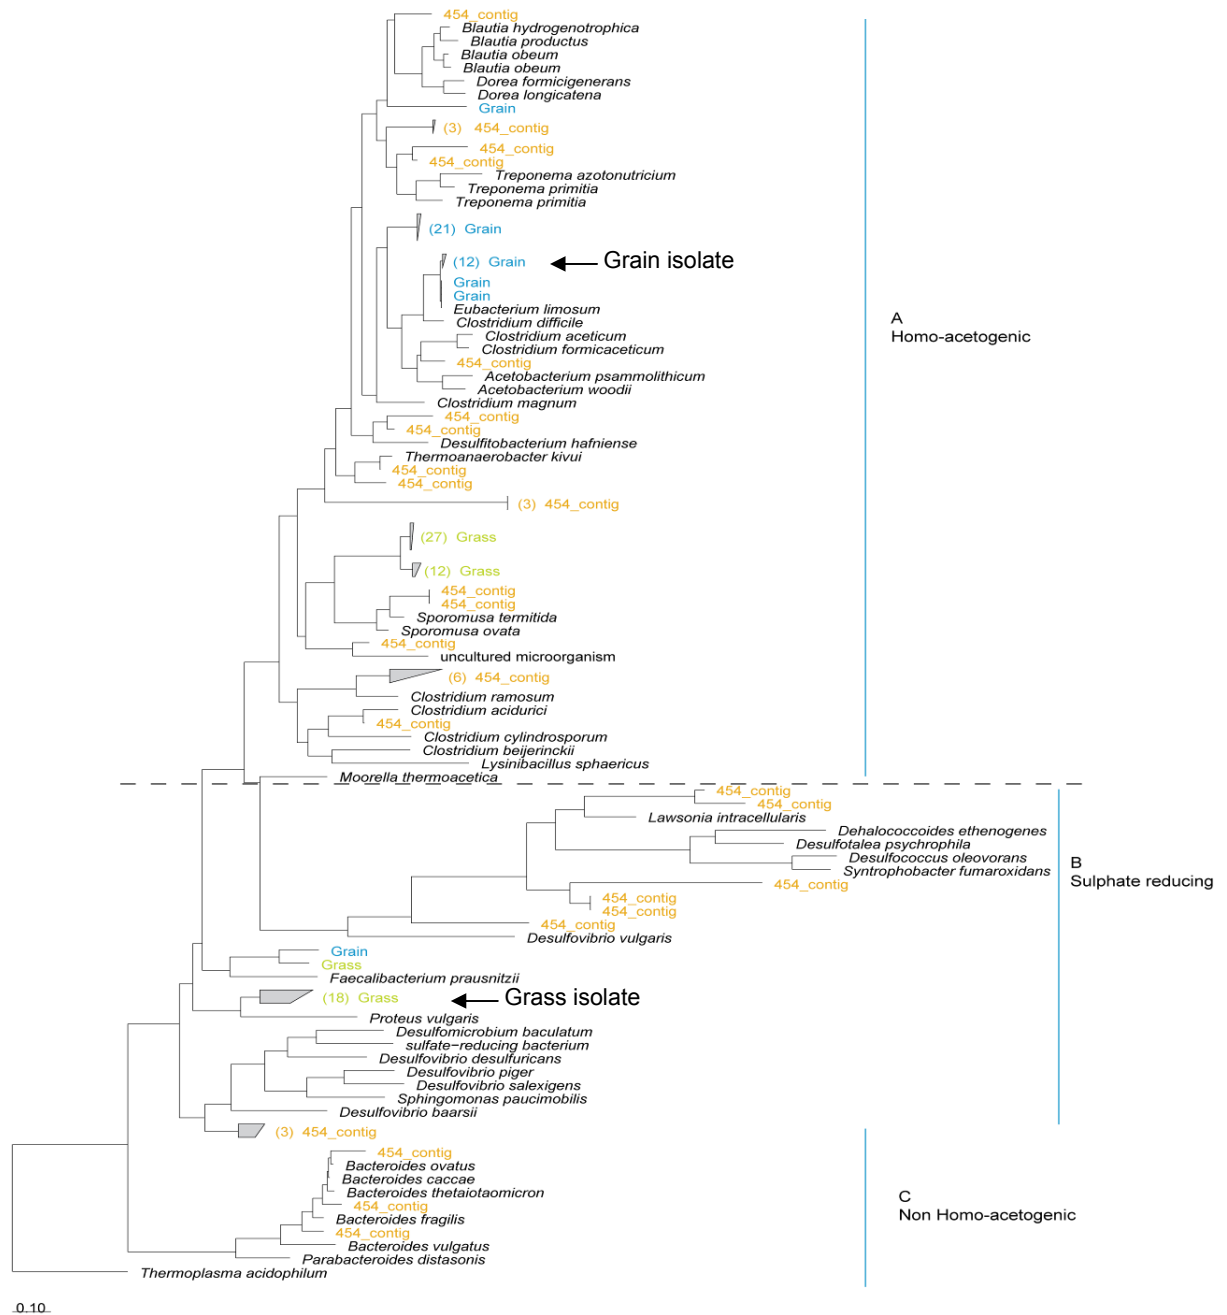 454_contig
Blautia hydrogenotrophica
Blautia productus
Blautia obeum
Blautia obeum
Dorea formicigenerans
Dorea longicatena
Grain
(3) 454_contig
454_contig
454_contig
Treponema azotonutricium
Treponema primitia
Treponema primitia
(21) Grain
(12) Grain
Grain isolate
Grain
Grain
Eubacterium limosum
Clostridium difficile
Clostridium aceticum
Clostridium formicaceticum
454_contig
Acetobacterium psammolithicum
Acetobacterium woodii
Clostridium magnum
454_contig
454_contig
Desulfitobacterium hafniense
Thermoanaerobacter kivui
454_contig
454_contig
(3) 454_contig
(27) Grass
(12) Grass
454_contig
454_contig
Sporomusa termitida
Sporomusa ovata
454_contig
uncultured microorganism
(6) 454_contig
Clostridium ramosum
Clostridium acidurici
454_contig
Clostridium cylindrosporum
Clostridium beijerinckii
Lysinibacillus sphaericus
Moorella thermoacetica
A
Homo-acetogenic
454_contig
454_contig
Lawsonia intracellularis
Dehalococcoides ethenogenes
Desulfotalea psychrophila
Desulfococcus oleovorans
Syntrophobacter fumaroxidans
454_contig
454_contig
454_contig
454_contig
Desulfovibrio vulgaris
Grain
Grass
Faecalibacterium prausnitzii
(18) Grass
Grass isolate
Proteus vulgaris
Desulfomicrobium baculatum
sulfate-reducing bacterium
Desulfovibrio desulfuricans
Desulfovibrio piger
Desulfovibrio salexigens
Sphingomonas paucimobilis
Desulfovibrio baarsii
(3) 454_contig
B
Sulphate reducing
454_contig
Bacteroides ovatus
Bacteroides caccae
Bacteroides thetaiotaomicron
454_contig
Bacteroides fragilis
454_contig
Bacteroides vulgatus
Parabacteroides distasonis
Thermoplasma acidophilum
C
Non Homo-acetogenic
0.10